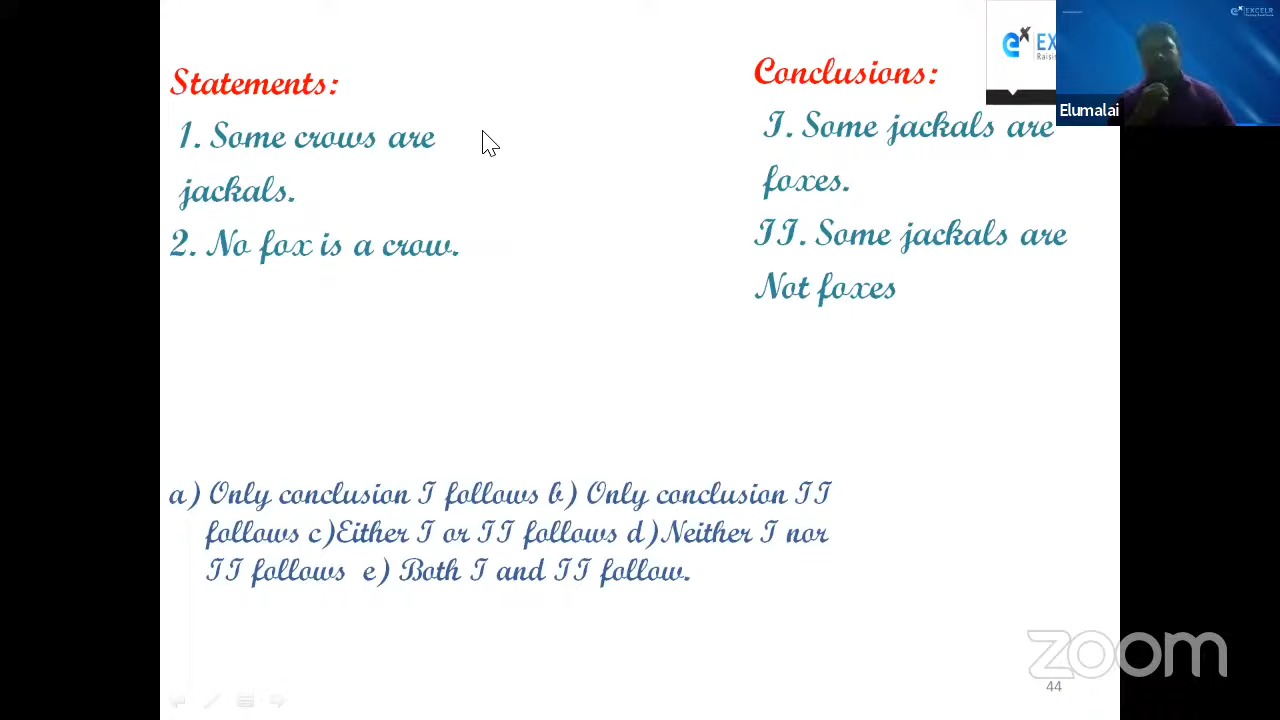 Statements:
1. Some crows are
jackals.
2. No fox is a crow.
Conclusions:
I. Some jackals are
foxes.
II. Some jackals are
Not foxes
a) Only conclusion I follows b) Only conclusion II
follows c)Either I or II follows d)Neither I nor
II follows e) Both I and II follow.
EXCELR
Elumalai
zoom
44